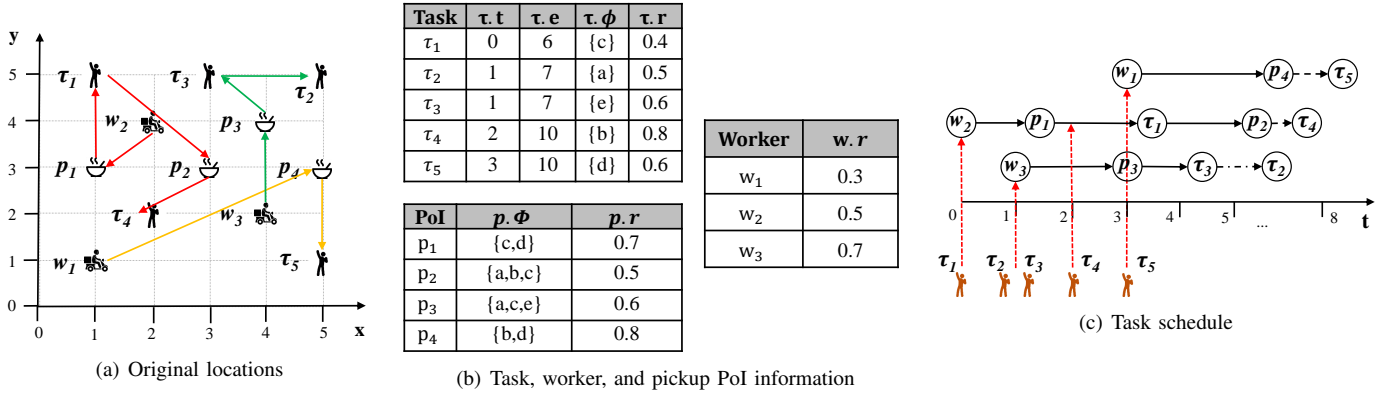 y
5
4
3
2
1
0
0
1
2
3
4
5
x
τ1
τ3
τ2
w2
p3
p1
p2
p4
τ4
w3
w1
τ5
(a) Original locations
Task τ.t τ.e τ.ϕ τ.r
τ1 0 6 {c} 0.4
τ2 1 7 {a} 0.5
τ3 1 7 {e} 0.6
τ4 2 10 {b} 0.8
τ5 3 10 {d} 0.6
PoI p.Φ p.r
p1 {c,d} 0.7
p2 {a,b,c} 0.5
p3 {a,c,e} 0.6
p4 {b,d} 0.8
Worker w.r
w1 0.3
w2 0.5
w3 0.7
(b) Task, worker, and pickup PoI information
w1 p4 τ5
w2 p1 τ1 p2 τ4
w3 p3 τ3 τ2
0 1 2 3 4 5 ... 8 t
τ1 τ2 τ3 τ4 τ5
(c) Task schedule